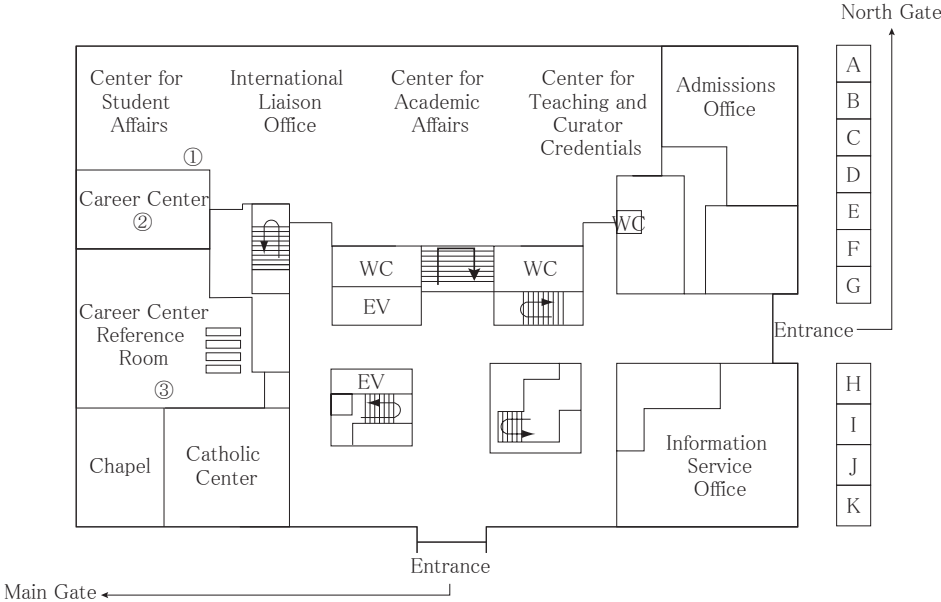 North Gate
Center for
Student
Affairs
International
Liaison
Office
Center for
Academic
Affairs
Center for
Teaching and
Curator
Credentials
Admissions
Office
A
B
C
D
E
F
G
①
Career Center
②
WC
WC
WC
EV
Career Center
Reference
Room
③
Entrance
EV
H
I
J
K
Chapel
Catholic
Center
Information
Service
Office
Entrance
Main Gate